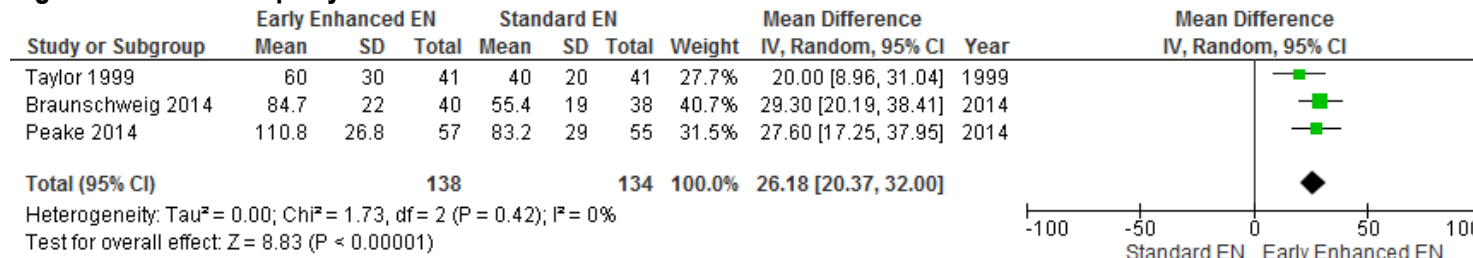 Early Enhanced EN Standard EN Mean Difference Mean Difference
Study or Subgroup Mean SD Total Mean SD Total Weight IV, Random, 95% CI Year IV, Random, 95% CI
Taylor 1999 60 30 41 40 20 41 27.7% 20.00 [8.96, 31.04] 1999
Braunschweig 2014 84.7 22 40 55.4 19 38 40.7% 29.30 [20.19, 38.41] 2014
Peake 2014 110.8 26.8 57 83.2 29 55 31.5% 27.60 [17.25, 37.95] 2014
Total (95% CI) 138 134 100.0% 26.18 [20.37, 32.00]
Heterogeneity: Tau² = 0.00; Chi² = 1.73, df = 2 (P = 0.42); I² = 0%
Test for overall effect: Z = 8.83 (P < 0.00001)
-100 -50 0 50 100
Standard EN Early Enhanced EN